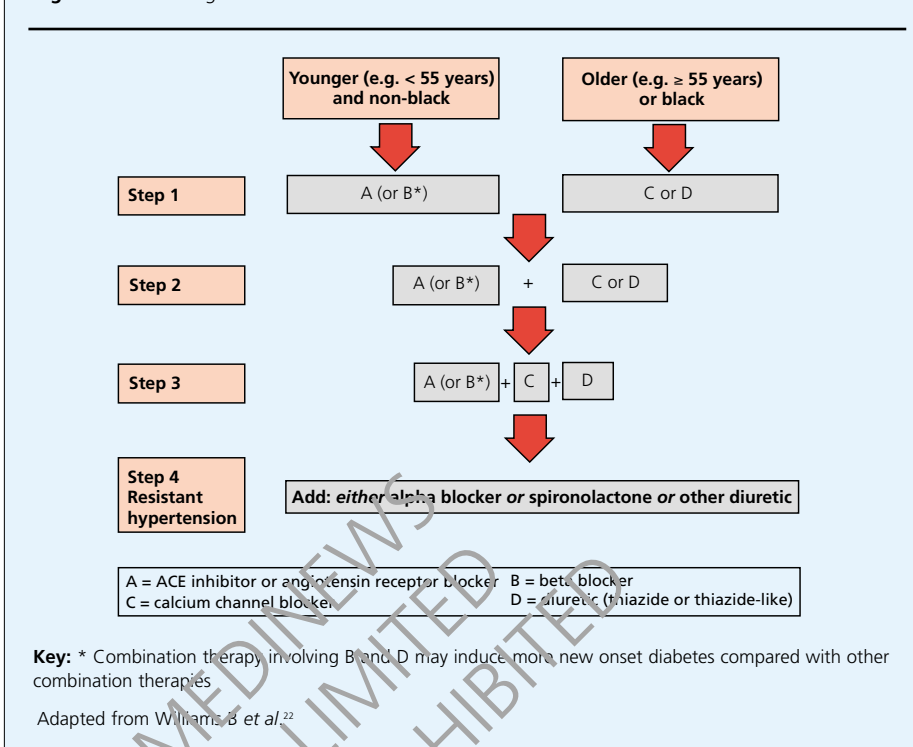 Younger (e.g. < 55 years)
and non-black
Older (e.g. ≥ 55 years)
or black
Step 1
A (or B*)
C or D
Step 2
A (or B*)
+
C or D
Step 3
A (or B*) + C + D
Step 4
Resistant
hypertension
Add: either alpha blocker or spironolactone or other diuretic
A = ACE inhibitor or angiotensin receptor blocker B = beta blocker
C = calcium channel blocker D = diuretic (thiazide or thiazide-like)
Key: * Combination therapy involving B and D may induce more new onset diabetes compared with other
combination therapies
Adapted from Williams B et al.22
MEDINEWS
LIMITED
HIBITED